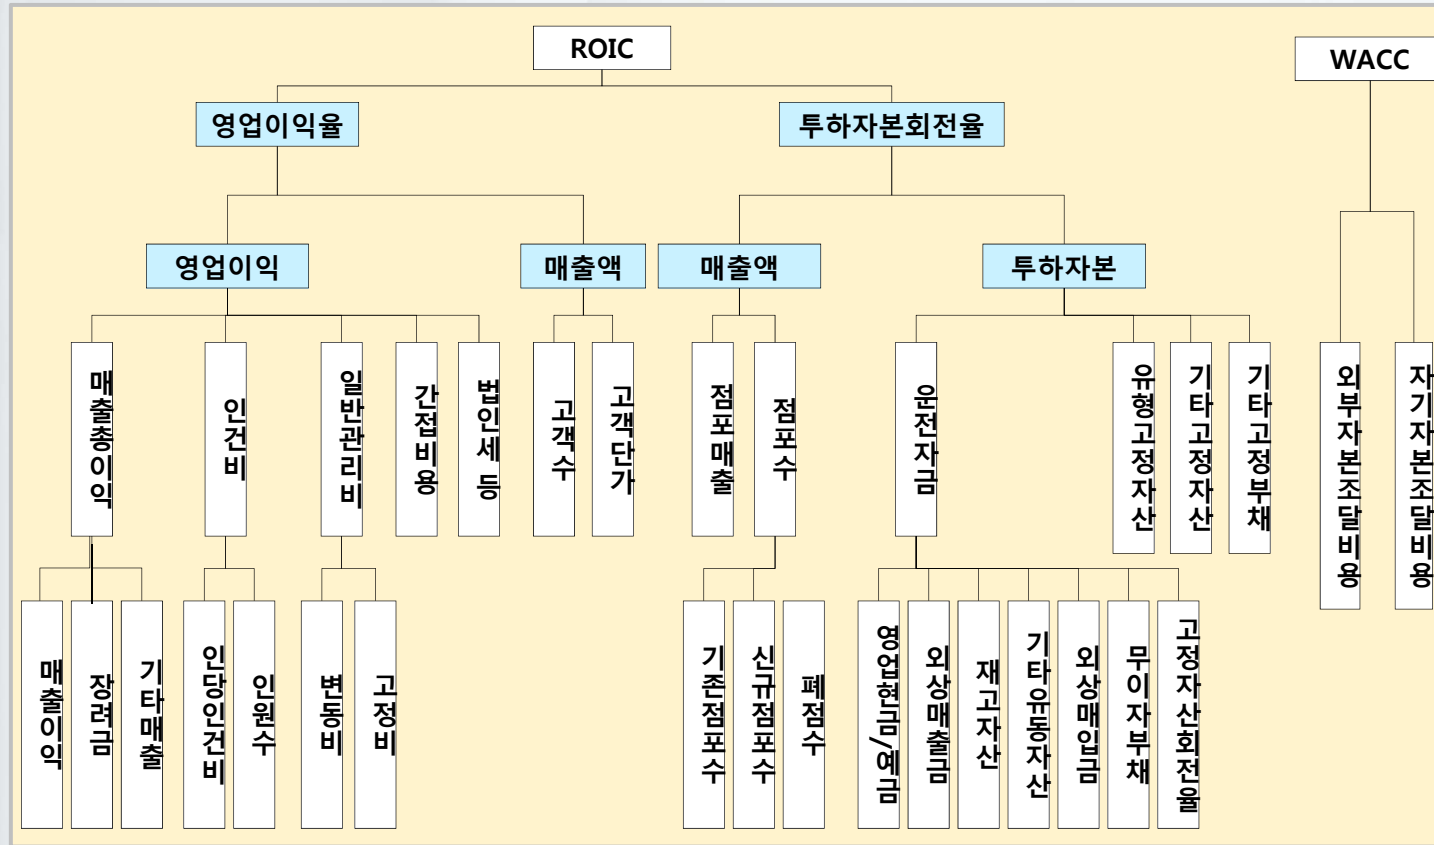 ROIC
WACC
영업이익율
투하자본회전율
영업이익
매출액
매출액
투하자본
매출총이익
인건비
일반관리비
간접비용
법인세 등
고객수
고객단가
점포매출
점포수
운전자금
유형고정자산
기타고정자산
기타고정부채
외부자본조달비용
자기자본조달비용
매출이익
장려금
기타매출
인당인건비
인원수
변동비
고정비
기존점포수
신규점포수
폐점수
영업현금/예금
외상매출금
재고자산
기타유동자산
외상매입금
무이자부채
고정자산회전율